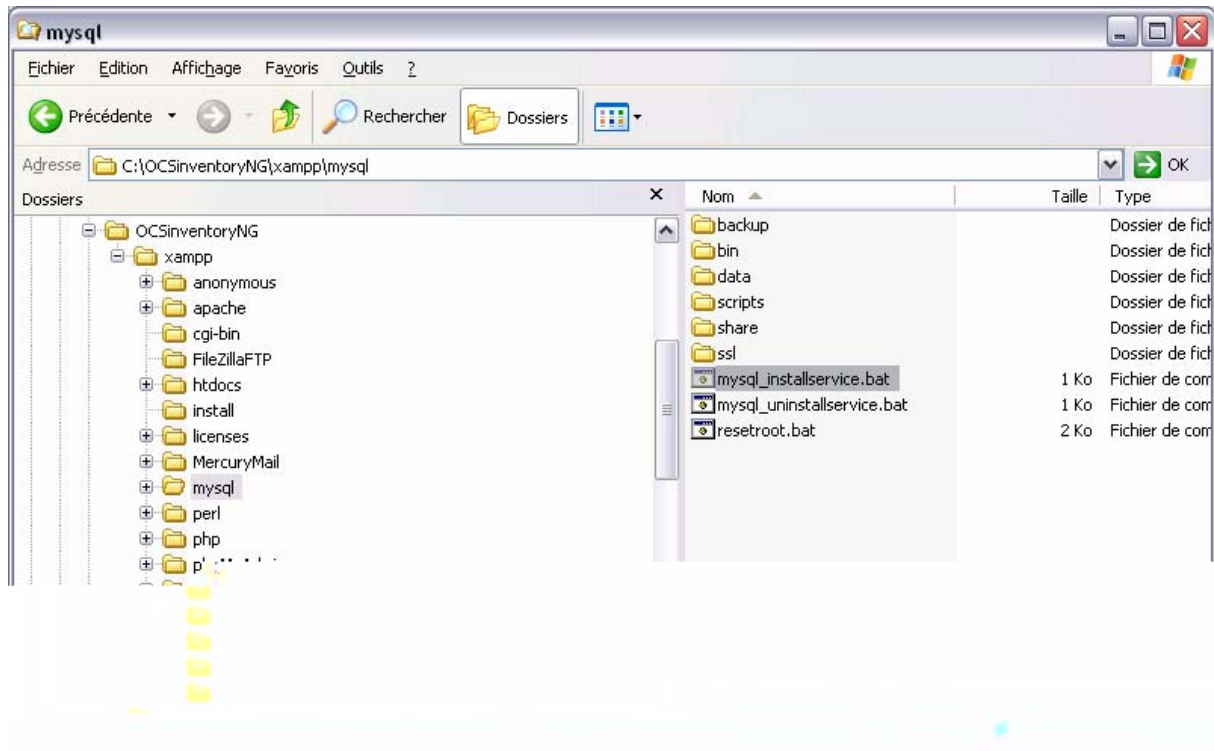 mysql
Fichier Edition Affichage Favoris Outils ?
Précédente Rechercher Dossiers
Adresse C:\OCSinventoryNG\xampp\mysql OK
Dossiers
OCSinventoryNG
xampp
anonymous
apache
cgi-bin
FileZillaFTP
htdocs
install
licenses
MercuryMail
mysql
perl
php
Nom Taille Type
backup Dossier de fich
bin Dossier de fich
data Dossier de fich
scripts Dossier de fich
share Dossier de fich
ssl Dossier de fich
mysql_installservice.bat 1 Ko Fichier de com
mysql_uninstallservice.bat 1 Ko Fichier de com
resetroot.bat 2 Ko Fichier de com